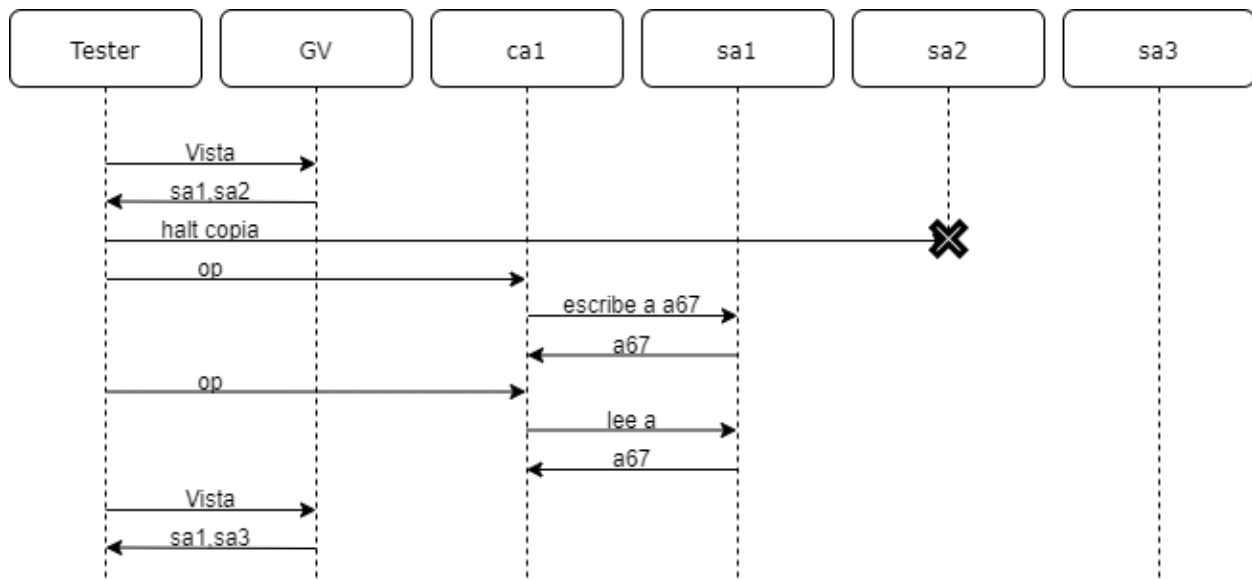 Tester GV ca1 sa1 sa2 sa3
Vista
sa1,sa2
halt copia
op
escribe a a67
a67
op
lee a
a67
Vista
sa1,sa3